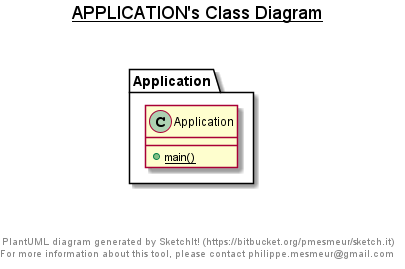 APPLICATION's Class Diagram
Application
C Application
main()
PlantUML diagram generated by SketchIt! (https://bitbucket.org/pmesmeur/sketch.it)
For more information about this tool, please contact philippe.mesmeur@gmail.com